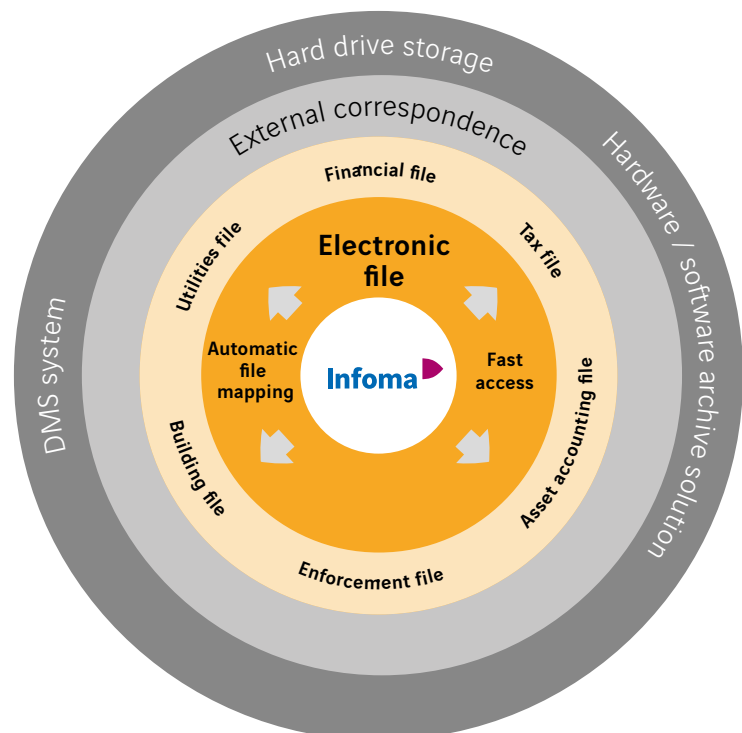 Hard drive storage
External correspondence
Hardware / software archive solution
DMS system
Financial file
Utilities file
Tax file
Electronic
file
Automatic
file
mapping
Infoma
Fast
access
Building file
Asset accounting file
Enforcement file